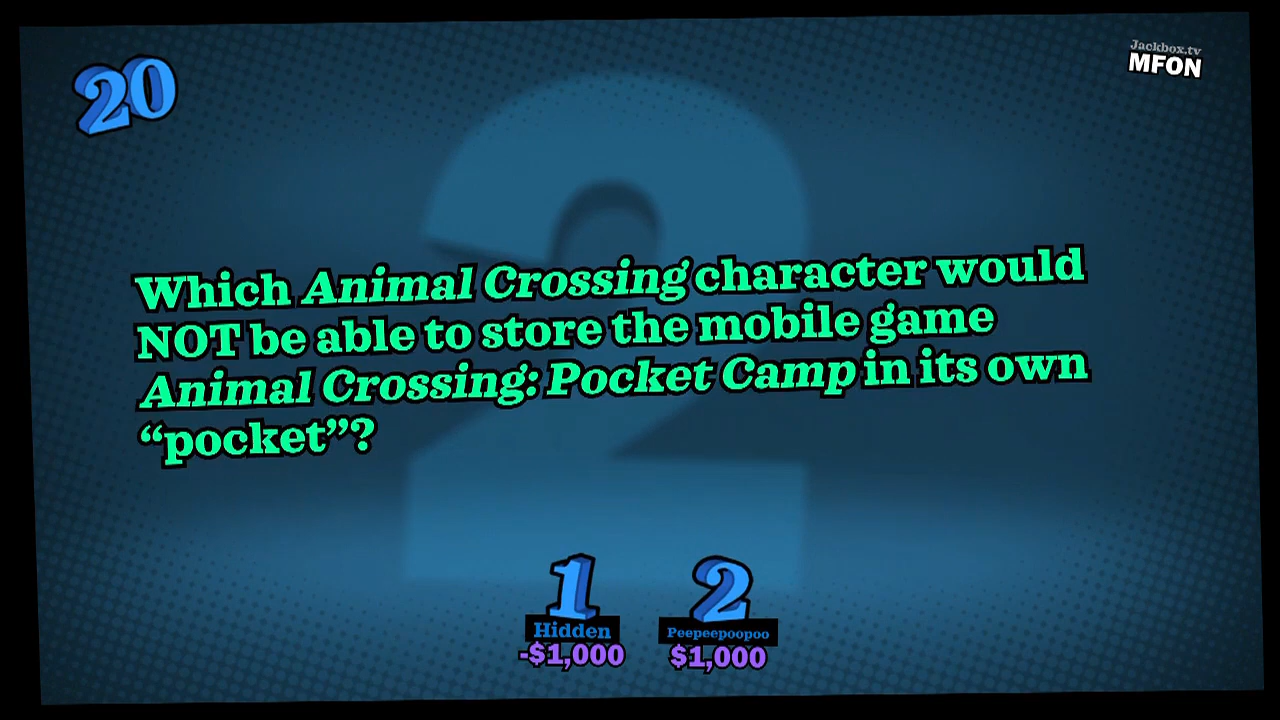 20
Jackbox.tv
MFON
2
Which Animal Crossing character would
NOT be able to store the mobile game
Animal Crossing: Pocket Camp in its own
“pocket”?
1
Hidden
-$1,000
2
Peepeepoopoo
$1,000